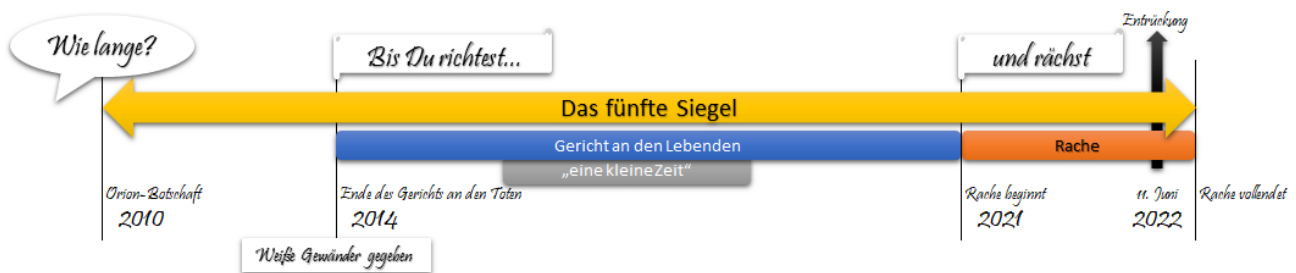 Entrückung
Wie lange?
Bis Du richtest...
und rächst
Das fünfte Siegel
Gericht an den Lebenden
Rache
„eine kleine Zeit“
Orion-Botschaft
2010
Ende des Gerichts an den Toten
2014
Rache beginnt
2021
11. Juni
2022
Rache vollendet
Weiße Gewänder gegeben